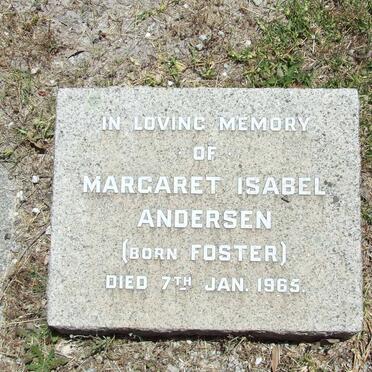 IN LOVING MEMORY
OF
MARGARET ISABEL
ANDERSEN
(BORN FOSTER)
DIED 7TH JAN. 1965.